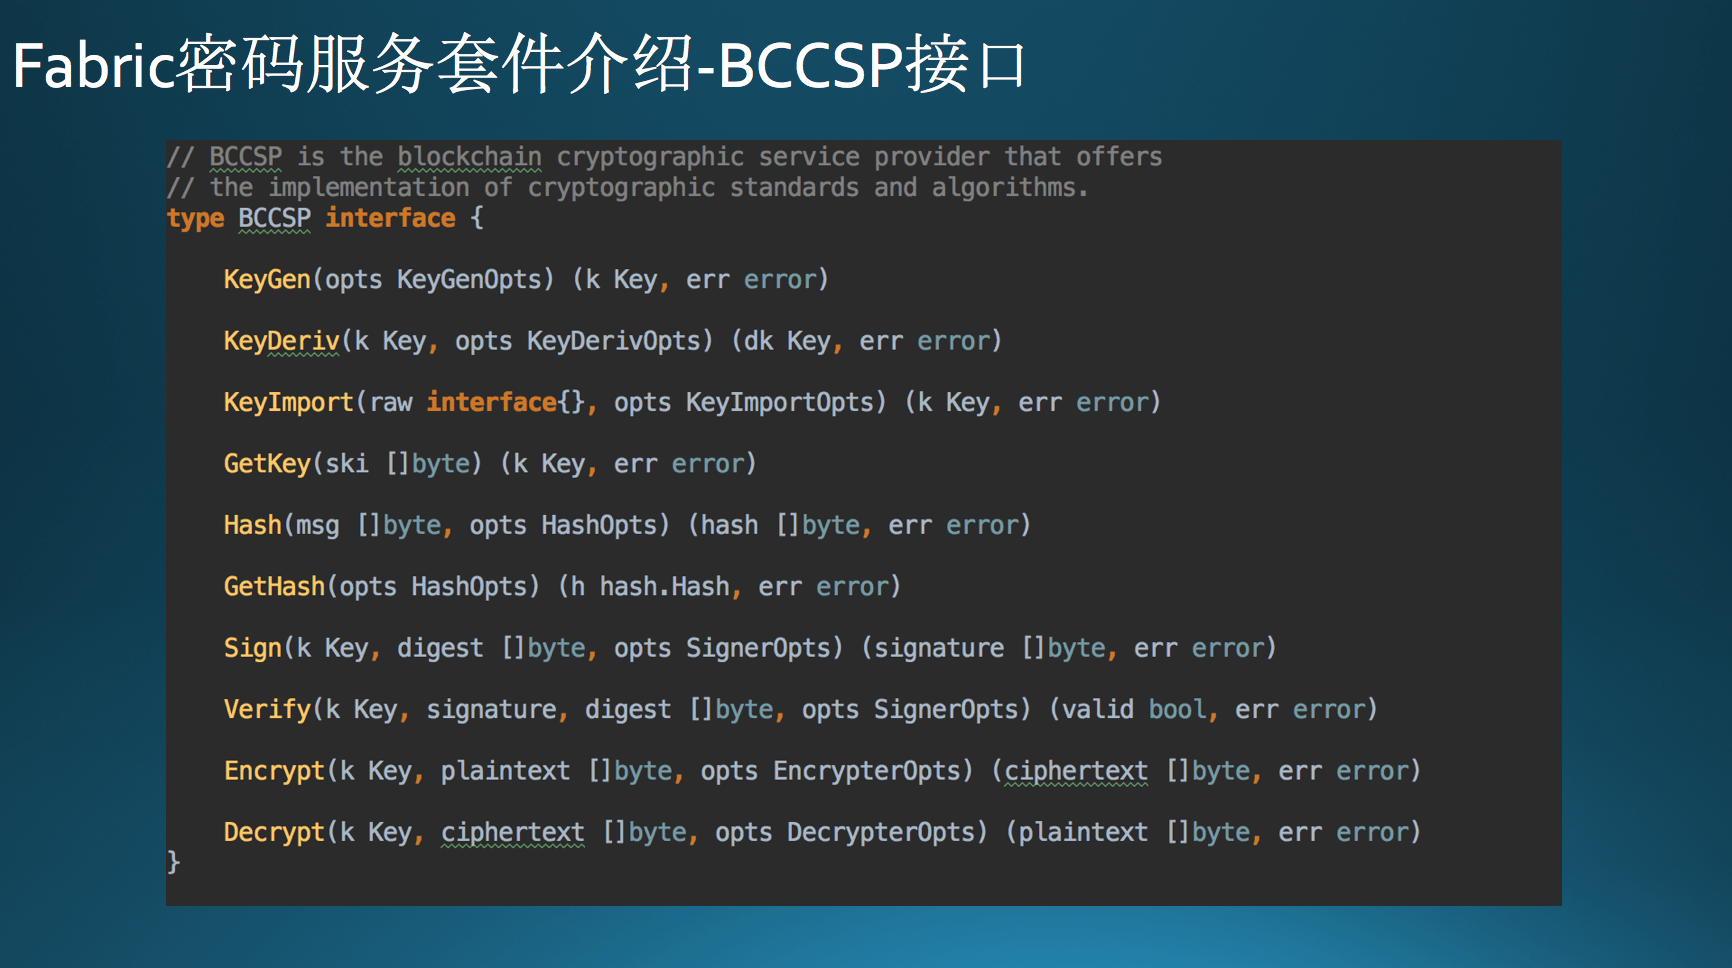 Fabric密码服务套件介绍-BCCSP接口
// BCCSP is the blockchain cryptographic service provider that offers
// the implementation of cryptographic standards and algorithms.
type BCCSP interface {
KeyGen(opts KeyGenOpts) (k Key, err error)
KeyDeriv(k Key, opts KeyDerivOpts) (dk Key, err error)
KeyImport(raw interface{}, opts KeyImportOpts) (k Key, err error)
GetKey(ski []byte) (k Key, err error)
Hash(msg []byte, opts HashOpts) (hash []byte, err error)
GetHash(opts HashOpts) (h hash.Hash, err error)
Sign(k Key, digest []byte, opts SignerOpts) (signature []byte, err error)
Verify(k Key, signature, digest []byte, opts SignerOpts) (valid bool, err error)
Encrypt(k Key, plaintext []byte, opts EncrypterOpts) (ciphertext []byte, err error)
Decrypt(k Key, ciphertext []byte, opts DecrypterOpts) (plaintext []byte, err error)
}